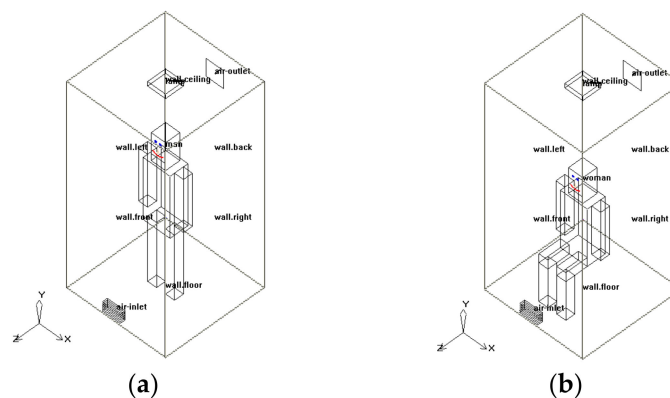 wall.ceiling
air-outlet
wall.left
man
wall.back
wall.front
wall.right
wall.floor
air-inlet
Y
Z
X
(a)
wall.ceiling
air-outlet
wall.left
wall.back
woman
wall.front
wall.right
wall.floor
air-inlet
Y
Z
X
(b)